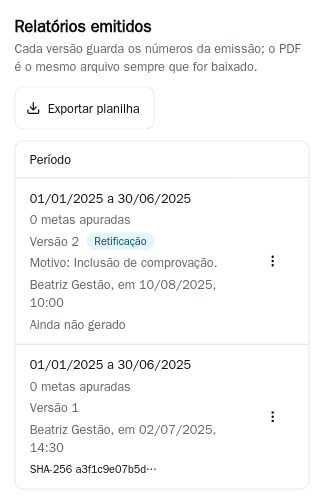 Relatórios emitidos
Cada versão guarda os números da emissão; o PDF
é o mesmo arquivo sempre que for baixado.
Exportar planilha
Período
01/01/2025 a 30/06/2025
0 metas apuradas
Versão 2 Retificação
Motivo: Inclusão de comprovação.
Beatriz Gestão, em 10/08/2025,
10:00
Ainda não gerado
01/01/2025 a 30/06/2025
0 metas apuradas
Versão 1
Beatriz Gestão, em 02/07/2025,
14:30
SHA-256 a3f1c9e07b5d…